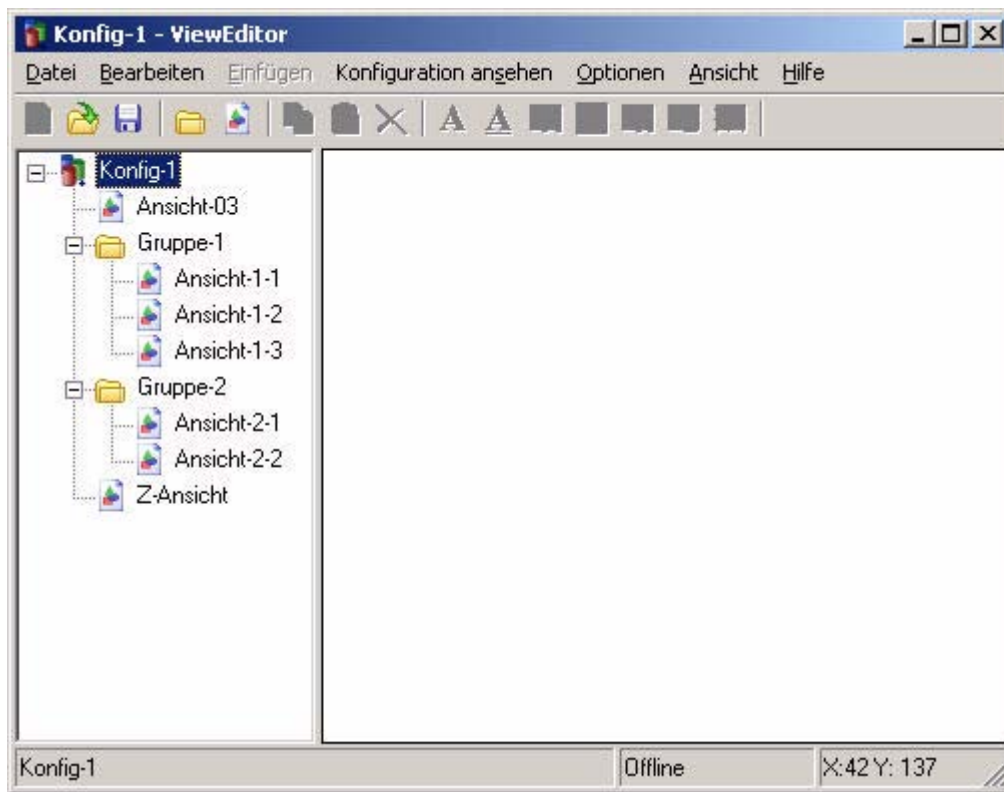 Konfig-1 - ViewEditor
Datei Bearbeiten Einfügen Konfiguration ansehen Optionen Ansicht Hilfe
A A
Konfig-1
Ansicht-03
Gruppe-1
Ansicht-1-1
Ansicht-1-2
Ansicht-1-3
Gruppe-2
Ansicht-2-1
Ansicht-2-2
Z-Ansicht
Konfig-1 Offline X:42 Y: 137